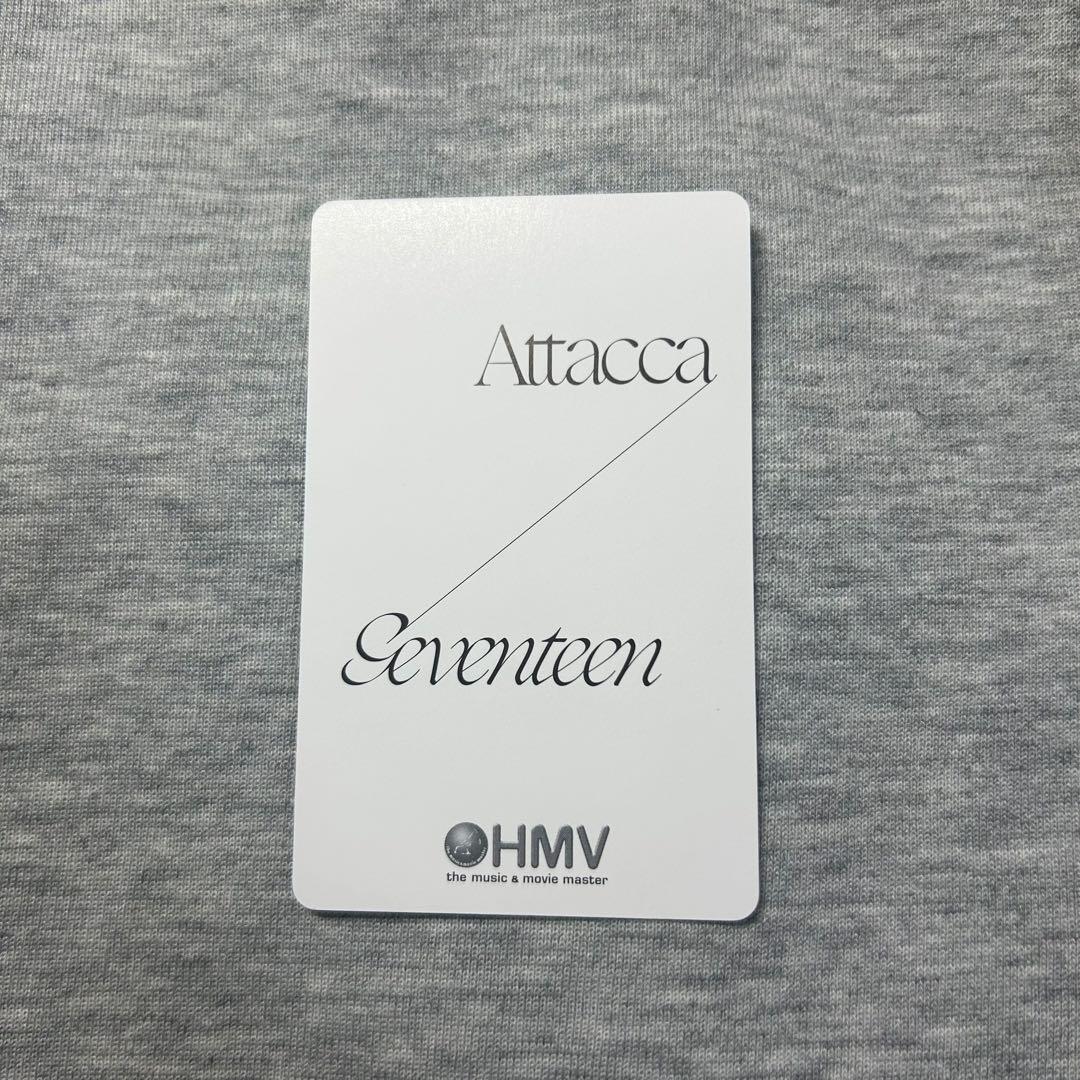 Attacca
Seventeen
HMV
the music & movie master